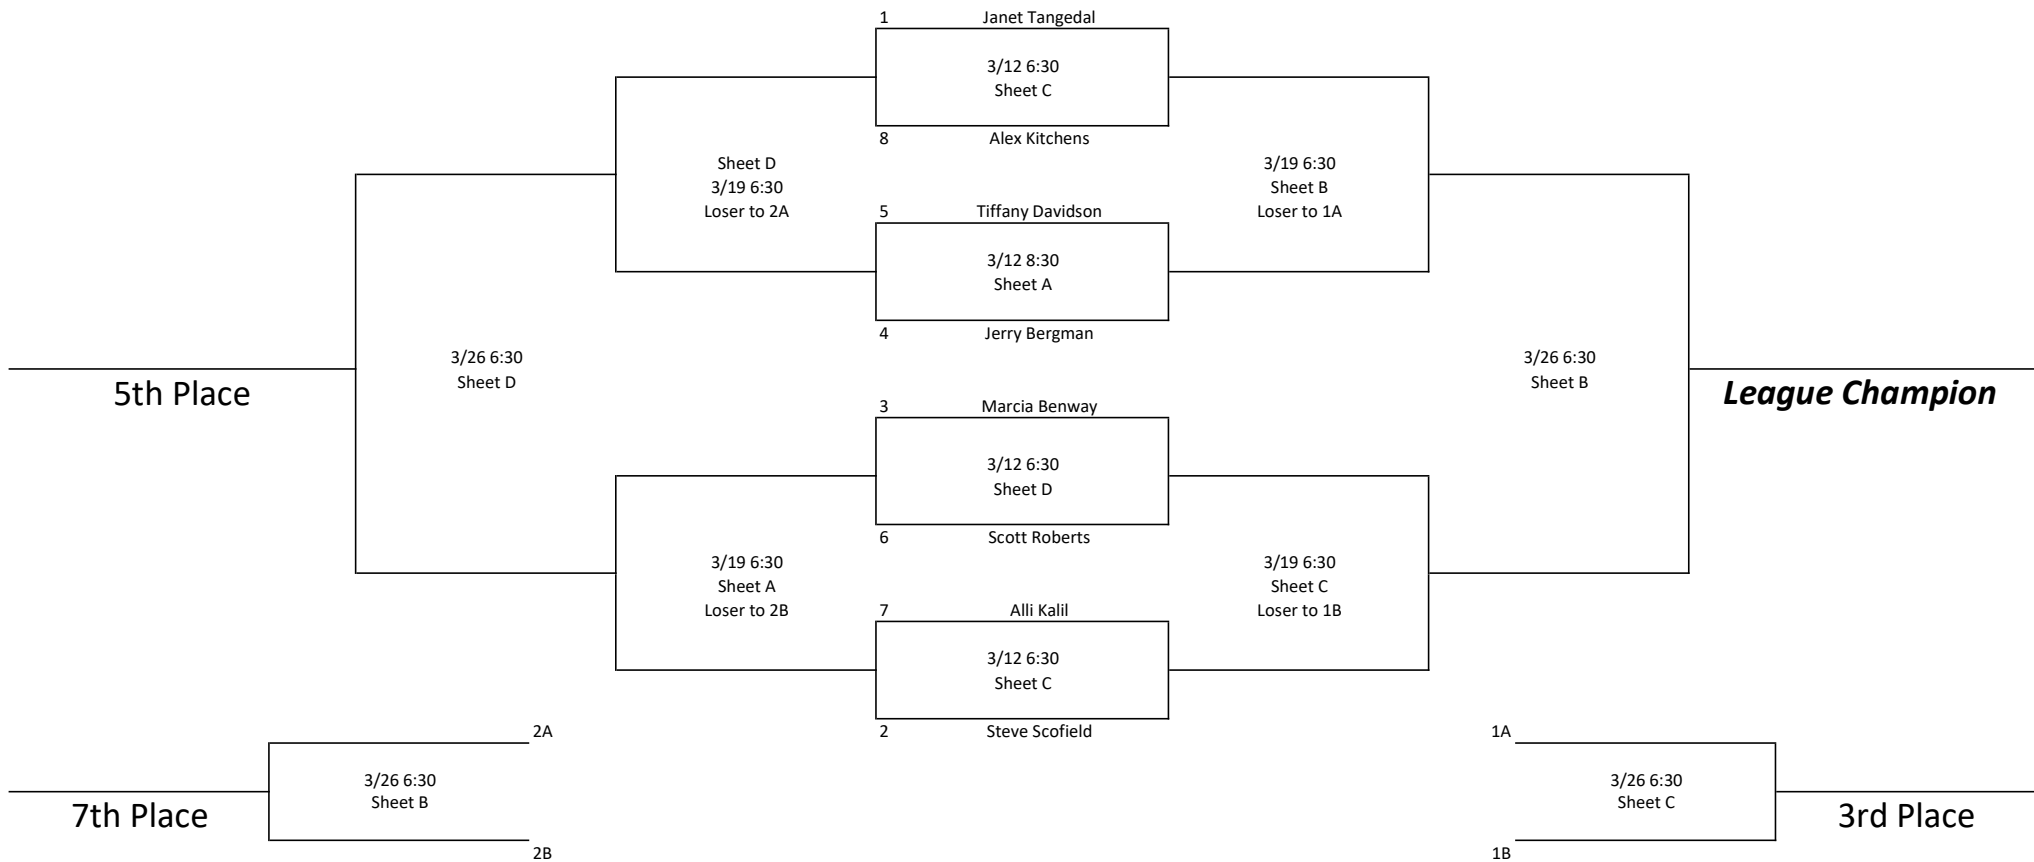 1 Janet Tangedal
3/12 6:30
Sheet C
8 Alex Kitchens
Sheet D
3/19 6:30
Loser to 2A
3/19 6:30
Sheet B
Loser to 1A
5 Tiffany Davidson
3/12 8:30
Sheet A
4 Jerry Bergman
3/26 6:30
Sheet D
5th Place
3/26 6:30
Sheet B
League Champion
3 Marcia Benway
3/12 6:30
Sheet D
6 Scott Roberts
3/19 6:30
Sheet A
Loser to 2B
3/19 6:30
Sheet C
Loser to 1B
7 Alli Kalil
3/12 6:30
Sheet C
2 Steve Scofield
2A
3/26 6:30
Sheet B
7th Place
2B
1A
3/26 6:30
Sheet C
3rd Place
1B